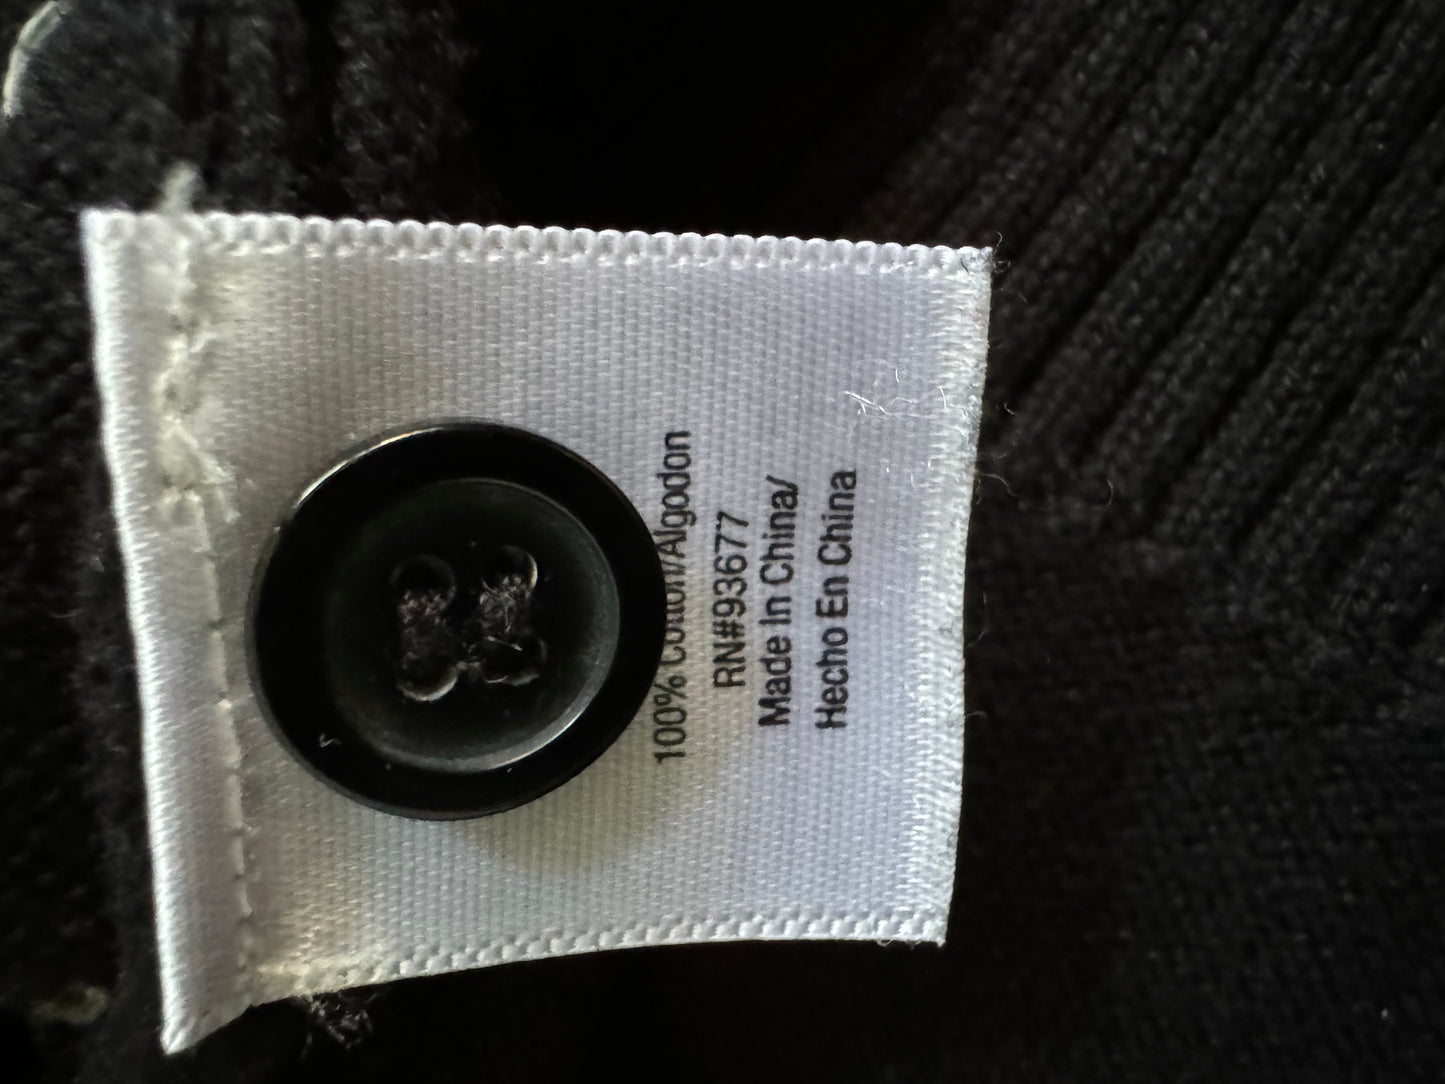 100% Cotton/Algodon
RN#93677
Made In China/
Hecho En China